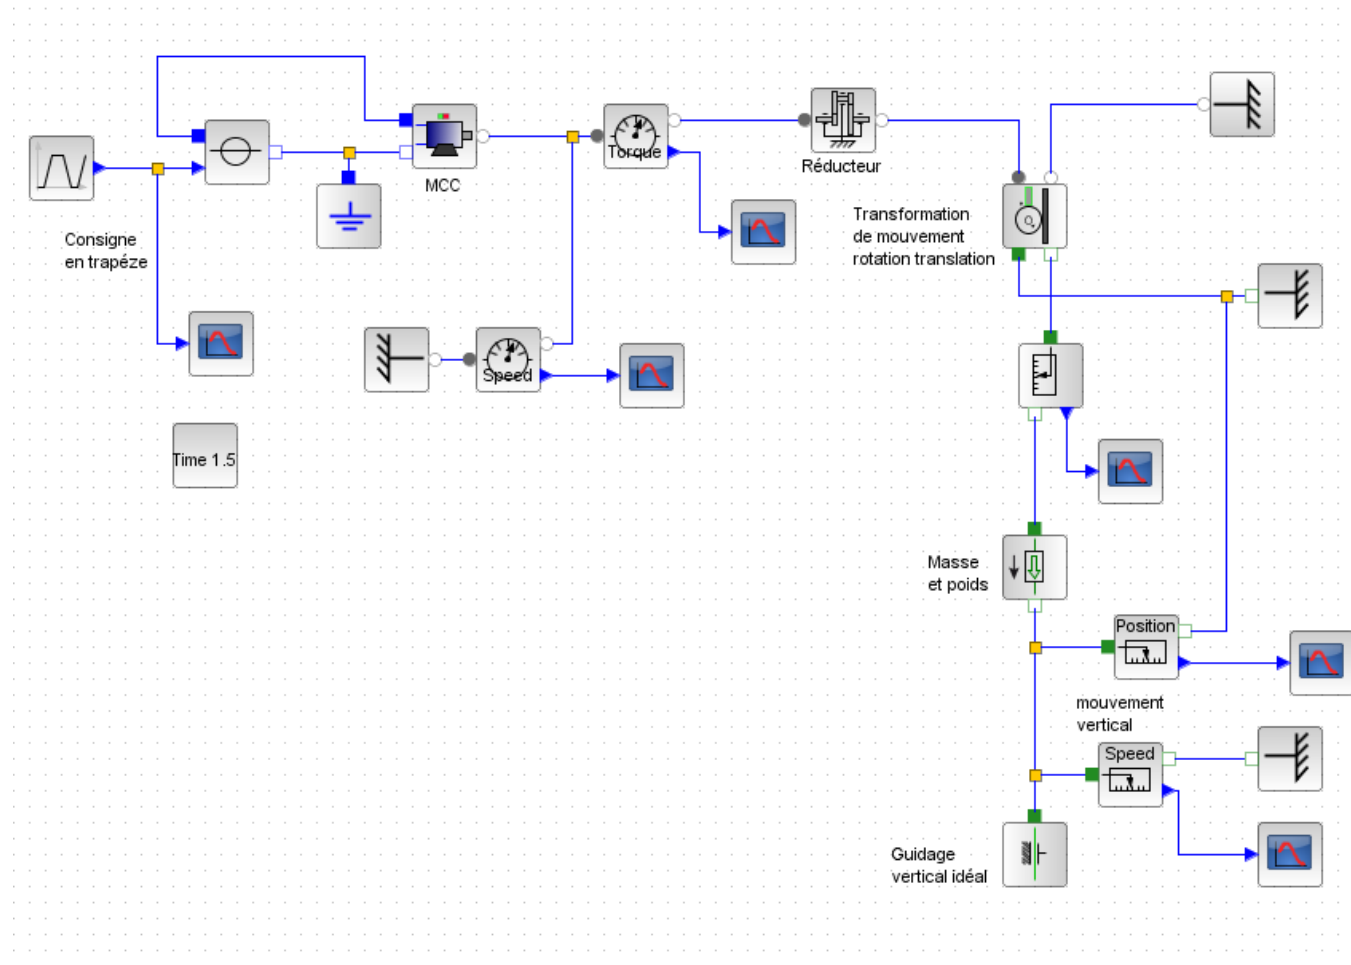 MCC
Torque
Réducteur
Consigne
en trapéze
Transformation
de mouvement
rotation translation
Speed
Time 1.5
Masse
et poids
Position
mouvement
vertical
Speed
Guidage
vertical idéal